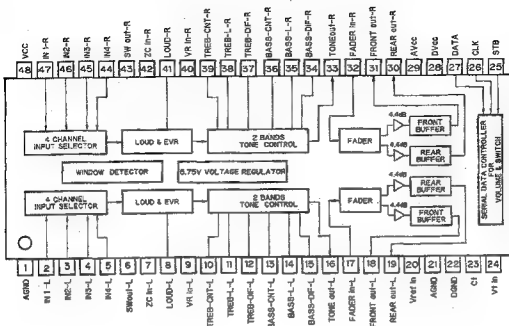 VCC
IN 1-R
IN2-R
IN3-R
IN4-R
SW out-R
ZC in-R
LOUD-R
VR in-R
TREB-CNT-R
TREB-L-R
TREB-DIF-R
BASS-CNT-R
BASS-L-R
BASS-DIF-R
TONEout-R
FADER in-R
FRONT out-R
REAR out-R
AVcc
DVcc
DATA
CLK
STB
48 47 46 45 44 43 42 41 40 39 38 37 36 35 34 33 32 31 30 29 28 27 26 25
4 CHANNEL
INPUT SELECTOR
LOUD & EVR
2 BANDS
TONE CONTROL
FADER
4.4dB
FRONT
BUFFER
4.4dB
REAR
BUFFER
WINDOW DETECTOR
6.75V VOLTAGE REGULATOR
4 CHANNEL
INPUT SELECTOR
LOUD & EVR
2 BANDS
TONE CONTROL
FADER
4.4dB
REAR
BUFFER
4.4dB
FRONT
BUFFER
SERIAL DATA CONTROLLER
FOR
VOLUME & SWITCH
1 2 3 4 5 6 7 8 9 10 11 12 13 14 15 16 17 18 19 20 21 22 23 24
AGND
IN 1-L
IN2-L
IN3-L
IN4-L
SWout-L
ZC in-L
LOUD-L
VR in-L
TREB-CNT-L
TREB-L-L
TREB-DIF-L
BASS-CNT-L
BASS-L-L
BASS-DIF-L
TONE out-L
FADER in-L
FRONT out-L
REAR out-L
Vref in
AGND
DGND
C1
V1 in